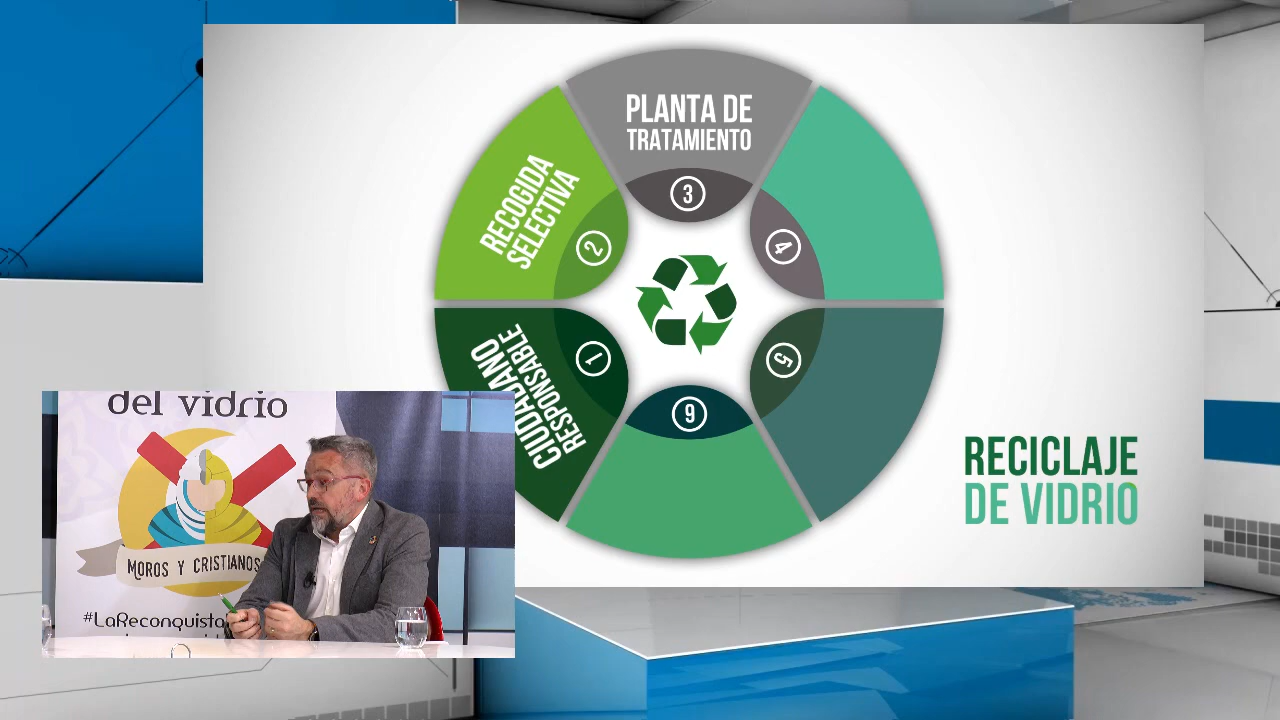 PLANTA DE
TRATAMIENTO
3
RECOGIDA
SELECTIVA
2
4
CIUDADANO
RESPONSABLE
1
5
6
RECICLAJE
DE VIDRIO
del vidrio
MOROS Y CRISTIANOS
#LaReconquista